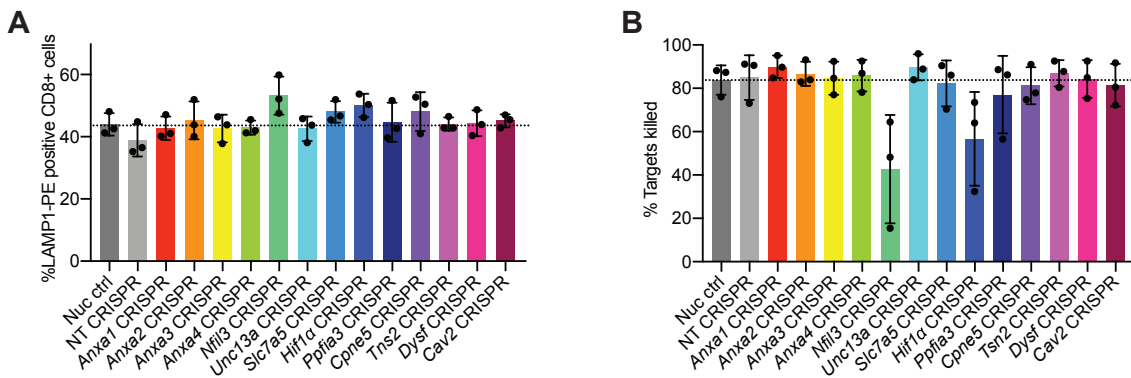 A
%LAMP1-PE positive CD8+ cells
60
40
20
0
Nuc ctrl
NT CRISPR
Anxa1 CRISPR
Anxa2 CRISPR
Anxa3 CRISPR
Anxa4 CRISPR
Nfil3 CRISPR
Unc13a CRISPR
Slc7a5 CRISPR
Hif1α CRISPR
Ppfia3 CRISPR
Cpne5 CRISPR
Tns2 CRISPR
Dysf CRISPR
Cav2 CRISPR
B
% Targets killed
100
80
60
40
20
0
Nuc ctrl
NT CRISPR
Anxa1 CRISPR
Anxa2 CRISPR
Anxa3 CRISPR
Anxa4 CRISPR
Nfil3 CRISPR
Unc13a CRISPR
Slc7a5 CRISPR
Hif1α CRISPR
Ppfia3 CRISPR
Cpne5 CRISPR
Tsn2 CRISPR
Dysf CRISPR
Cav2 CRISPR